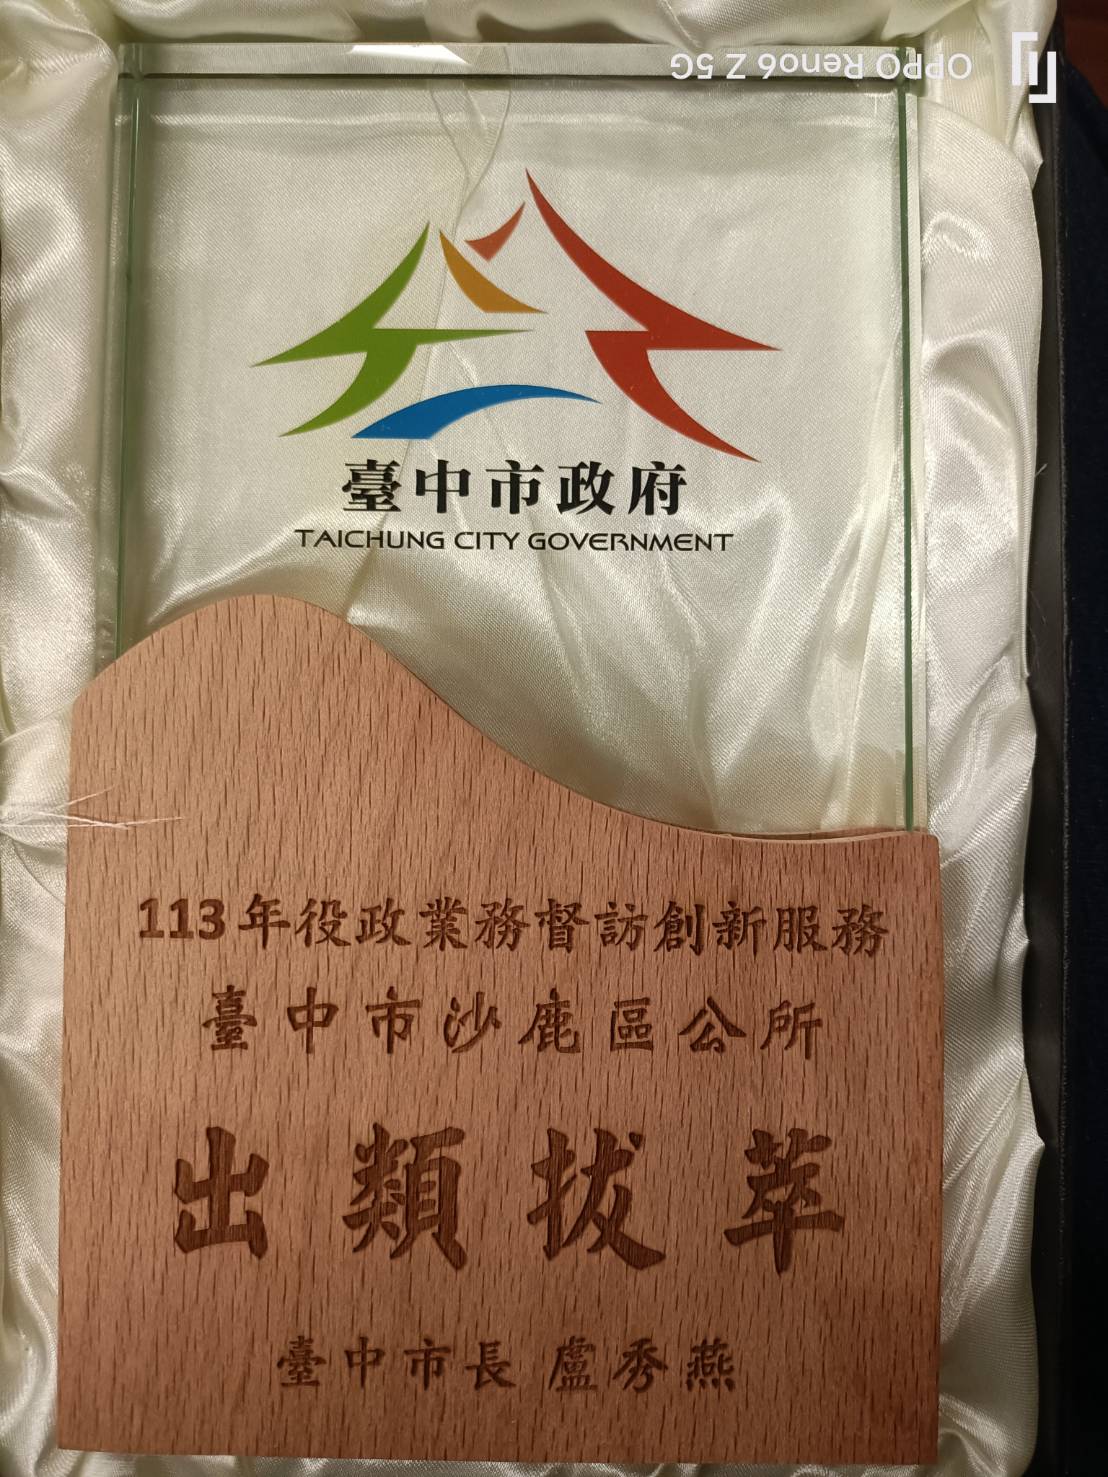 OPPO Reno6 Z 5G
臺中市政府
TAICHUNG CITY GOVERNMENT
113年役政業務督訪創新服務
臺中市沙鹿區公所
出類拔萃
臺中市長 盧秀燕